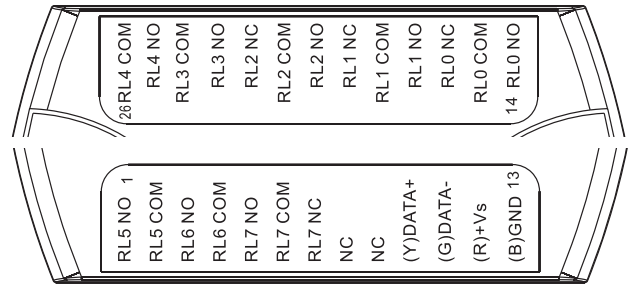 26 RL4 COM
RL4 NO
RL3 COM
RL3 NO
RL2 NC
RL2 COM
RL2 NO
RL1 NC
RL1 COM
RL1 NO
RL0 NC
RL0 COM
14 RL0 NO
RL5 NO 1
RL5 COM
RL6 NO
RL6 COM
RL7 NO
RL7 COM
RL7 NC
NC
NC
(Y)DATA+
(G)DATA-
(R)+Vs
(B)GND 13